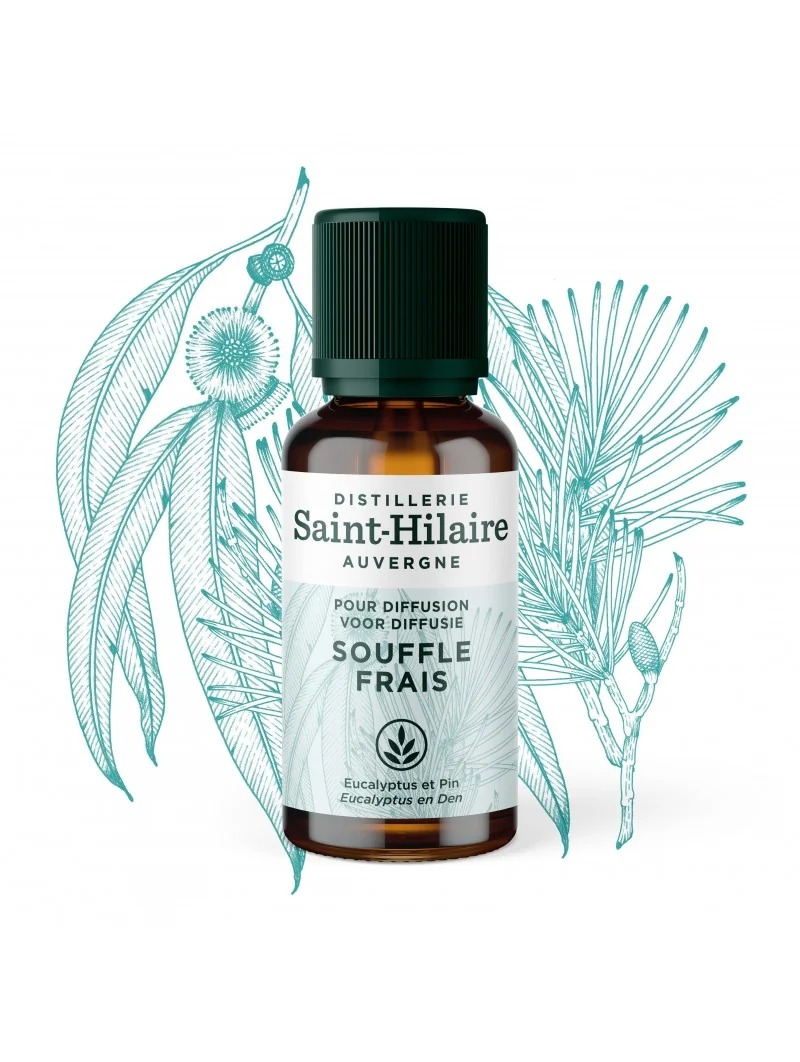 DISTILLERIE
Saint-Hilaire
AUVERGNE
POUR DIFFUSION
VOOR DIFFUSIE
SOUFFLE
FRAIS
Eucalyptus et Pin
Eucalyptus en Den